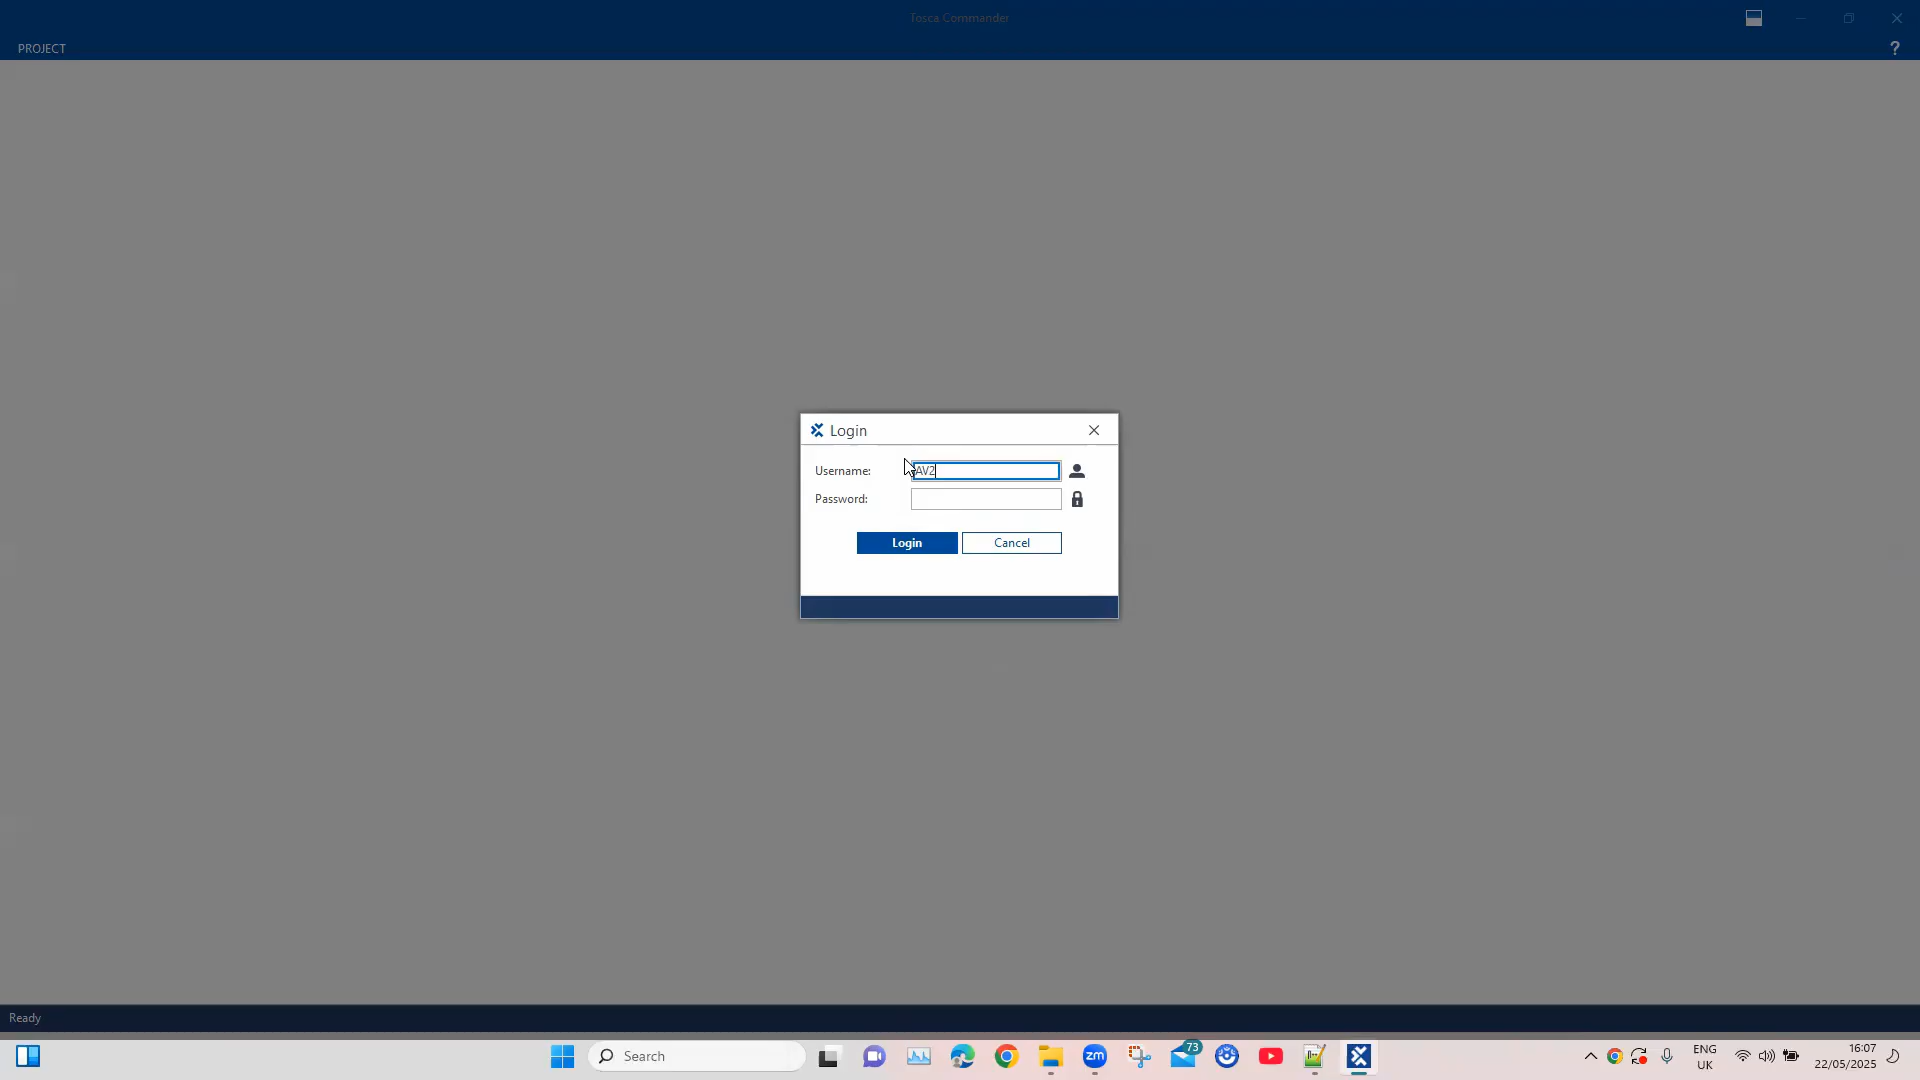 Tosca Commander
PROJECT
?
Login
Username:
AV2
Password:
Login
Cancel
Ready
Search
zm
73
ENG
UK
16:07
22/05/2025